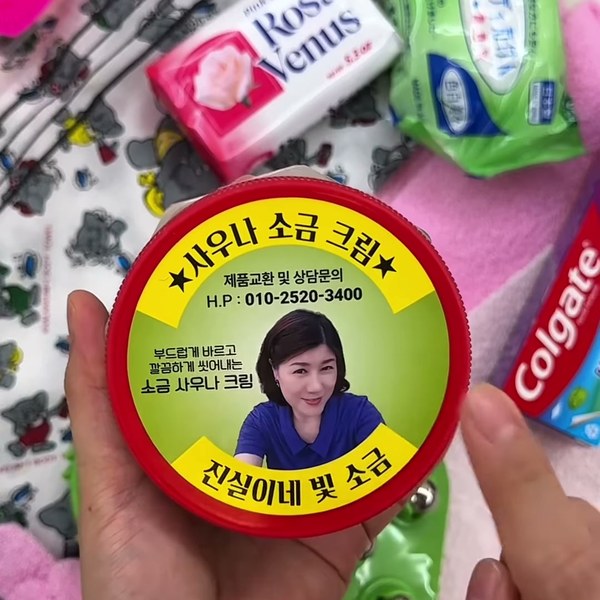 Rose
Venus
★사우나 소금 크림★
제품교환 및 상담문의
H.P : 010-2520-3400
부드럽게 바르고
깔끔하게 씻어내는
소금 사우나 크림
진실이네 빛 소금
Colgate